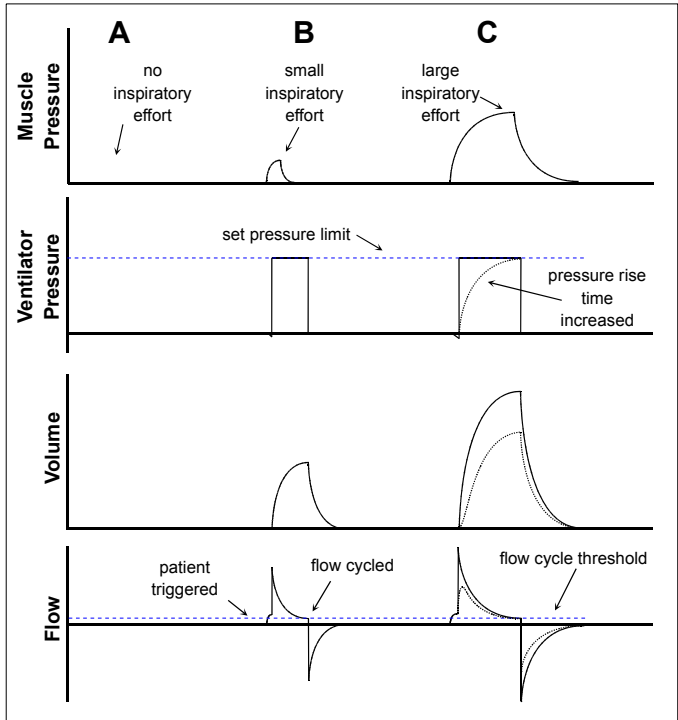 A
B
C
Muscle
Pressure
no
inspiratory
effort
small
inspiratory
effort
large
inspiratory
effort
Ventilator
Pressure
set pressure limit
pressure rise
time
increased
Volume
Flow
patient
triggered
flow cycled
flow cycle threshold